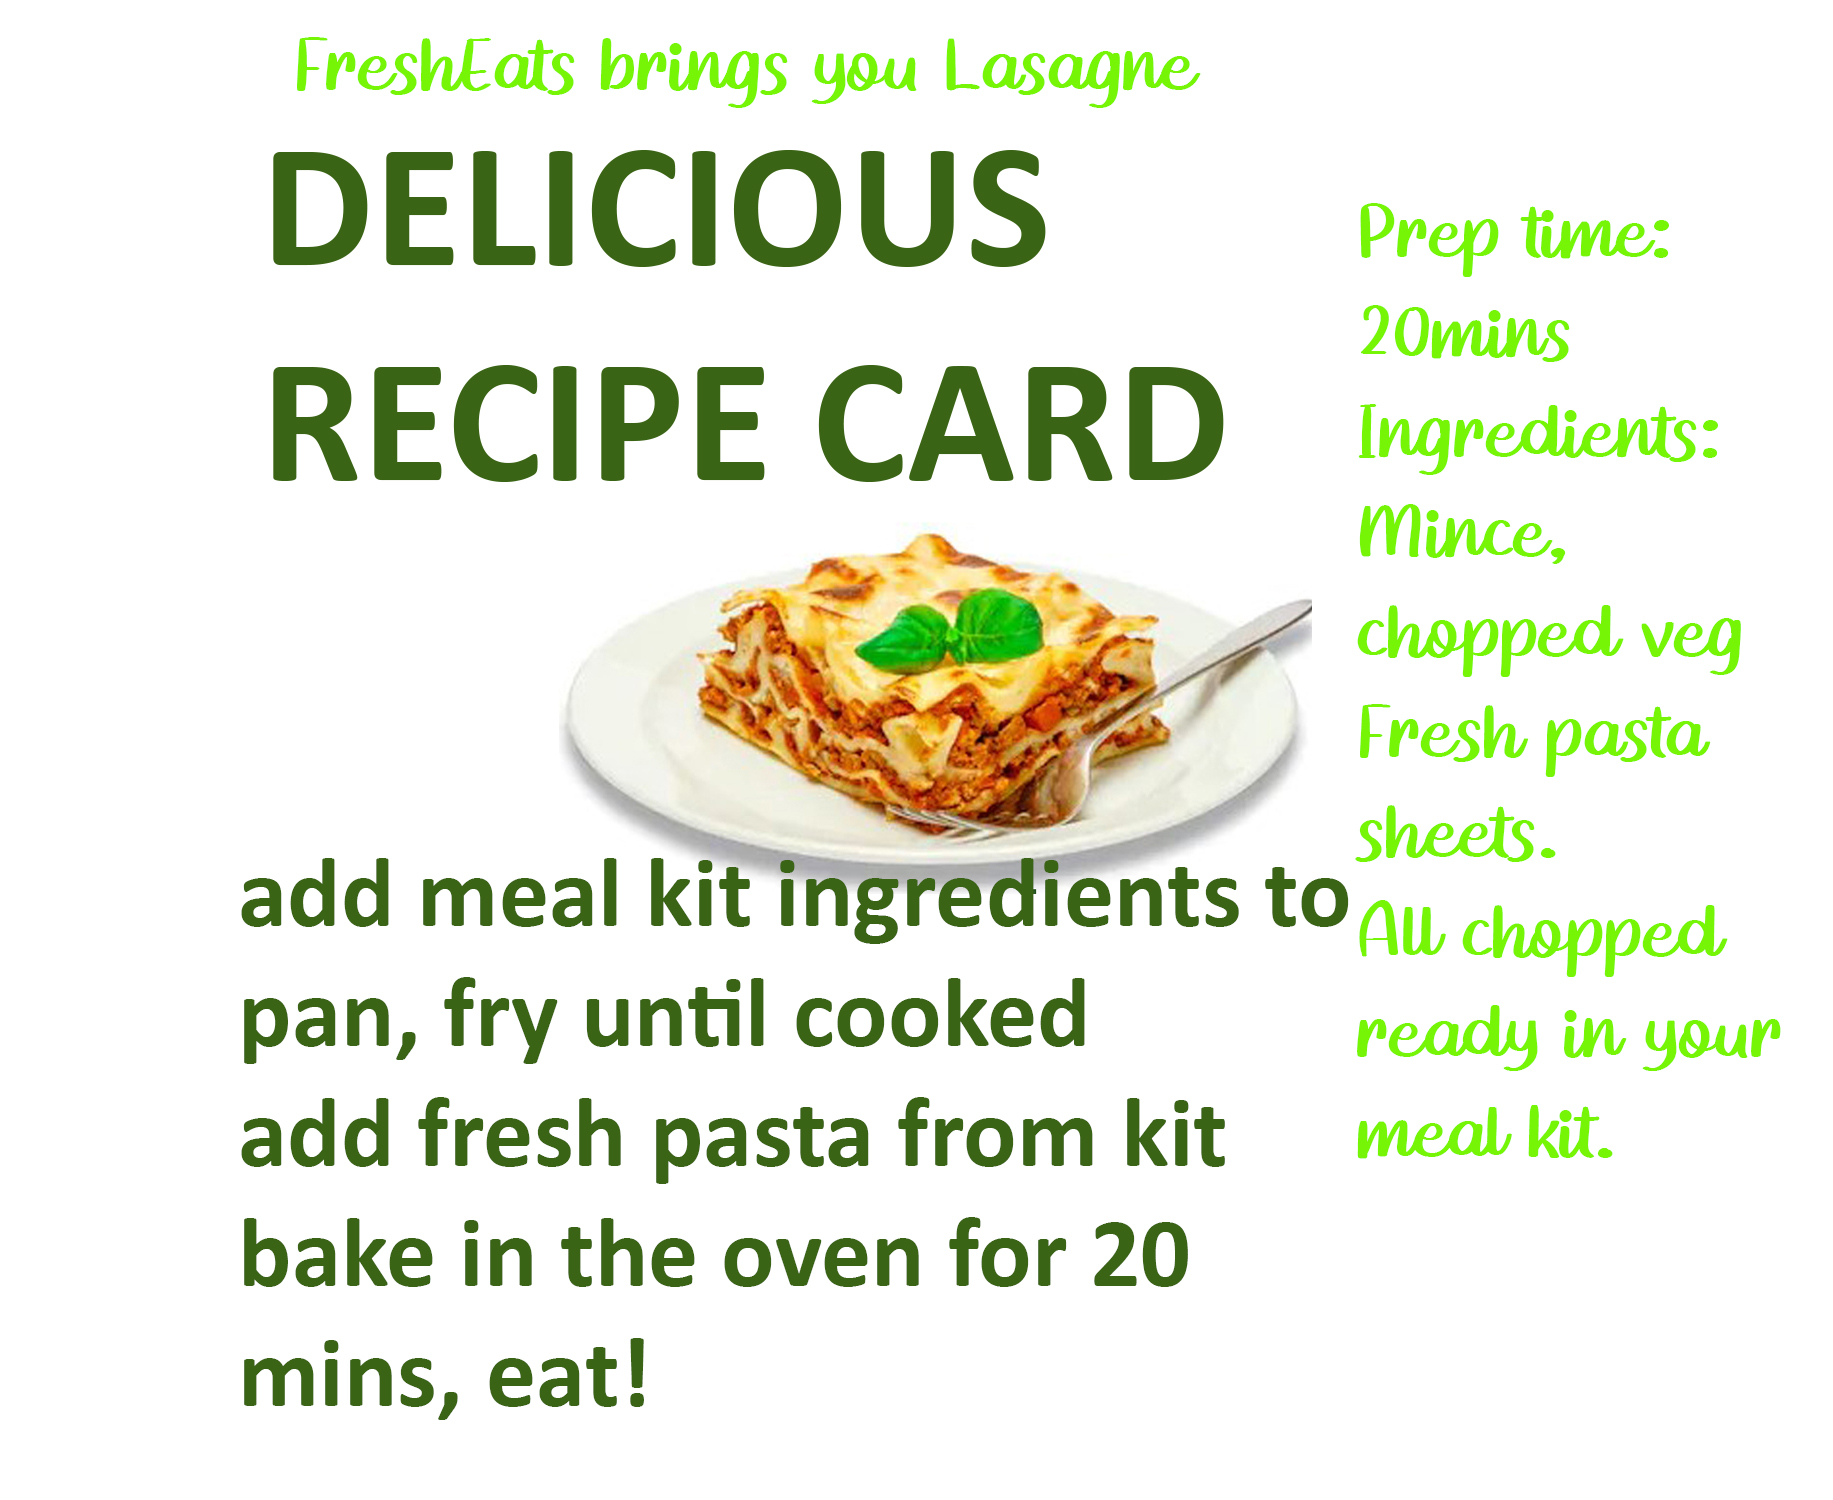 FreshEats brings you Lasagne
DELICIOUS
RECIPE CARD
add meal kit ingredients to
pan, fry until cooked
add fresh pasta from kit
bake in the oven for 20
mins, eat!
Prep time:
20mins
Ingredients:
Mince,
chopped veg
Fresh pasta
sheets.
All chopped
ready in your
meal kit.